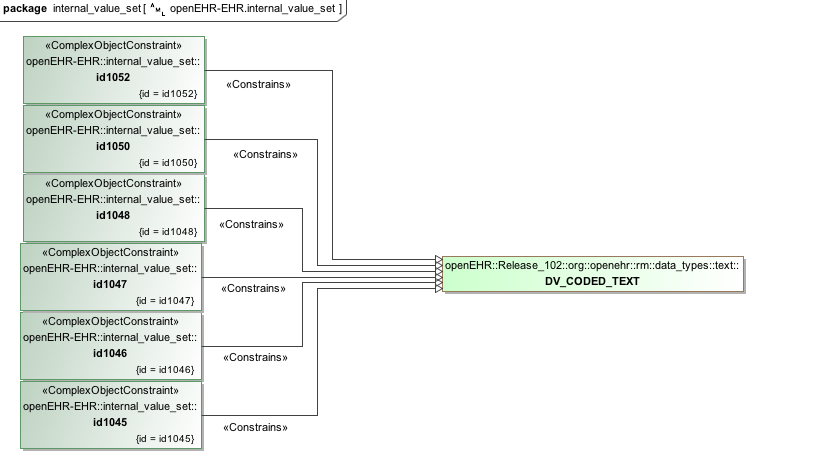 package internal_value_set [ AML openEHR-EHR.internal_value_set ]
«ComplexObjectConstraint»
openEHR-EHR::internal_value_set::
id1052
{id = id1052}
«Constrains»
«ComplexObjectConstraint»
openEHR-EHR::internal_value_set::
id1050
{id = id1050}
«Constrains»
«ComplexObjectConstraint»
openEHR-EHR::internal_value_set::
id1048
{id = id1048}
«Constrains»
«ComplexObjectConstraint»
openEHR-EHR::internal_value_set::
id1047
{id = id1047}
«Constrains»
openEHR::Release_102::org::openehr::rm::data_types::text::
DV_CODED_TEXT
«ComplexObjectConstraint»
openEHR-EHR::internal_value_set::
id1046
{id = id1046}
«Constrains»
«ComplexObjectConstraint»
openEHR-EHR::internal_value_set::
id1045
{id = id1045}
«Constrains»